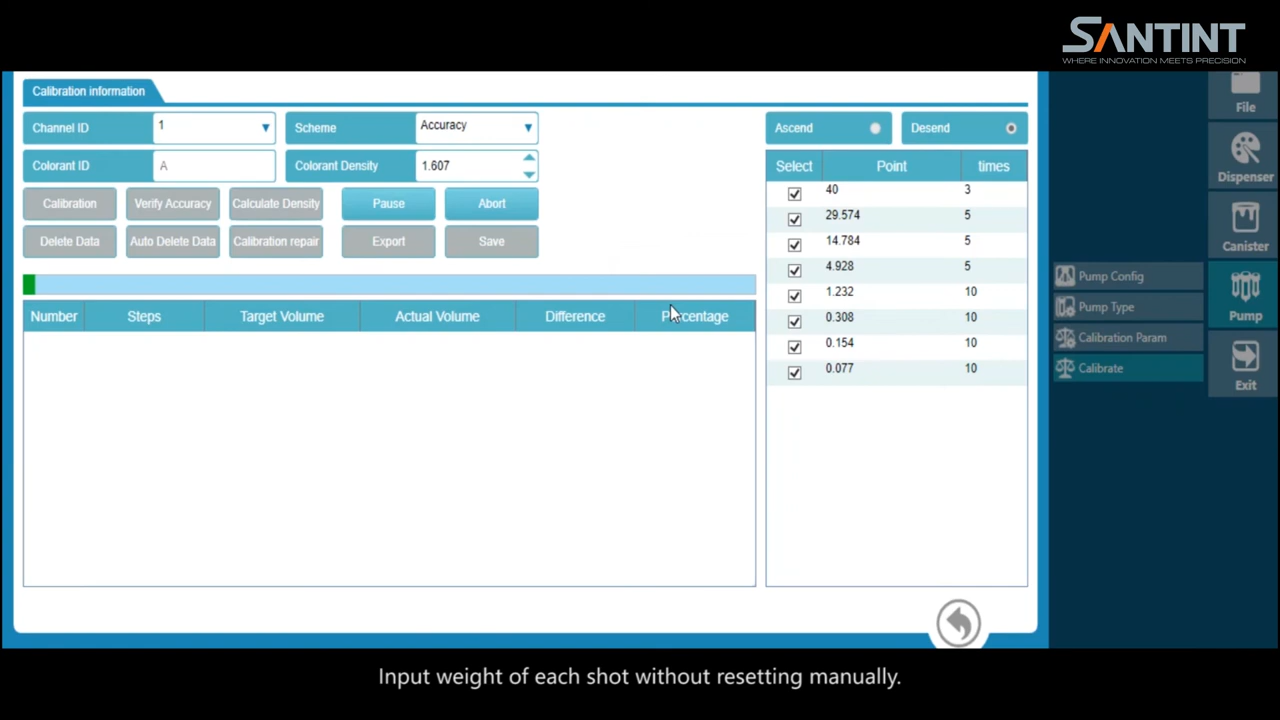 SANTINT
WHERE INNOVATION MEETS PRECISION
Calibration information
Channel ID 1 Scheme Accuracy
Colorant ID A Colorant Density 1.607
Calibration Verify Accuracy Calculate Density Pause Abort
Delete Data Auto Delete Data Calibration repair Export Save
Number Steps Target Volume Actual Volume Difference Percentage
Ascend Desend
Select Point times
40 3
29.574 5
14.784 5
4.928 5
1.232 10
0.308 10
0.154 10
0.077 10
Pump Config
Pump Type
Calibration Param
Calibrate
File
Dispenser
Canister
Pump
Exit
Input weight of each shot without resetting manually.